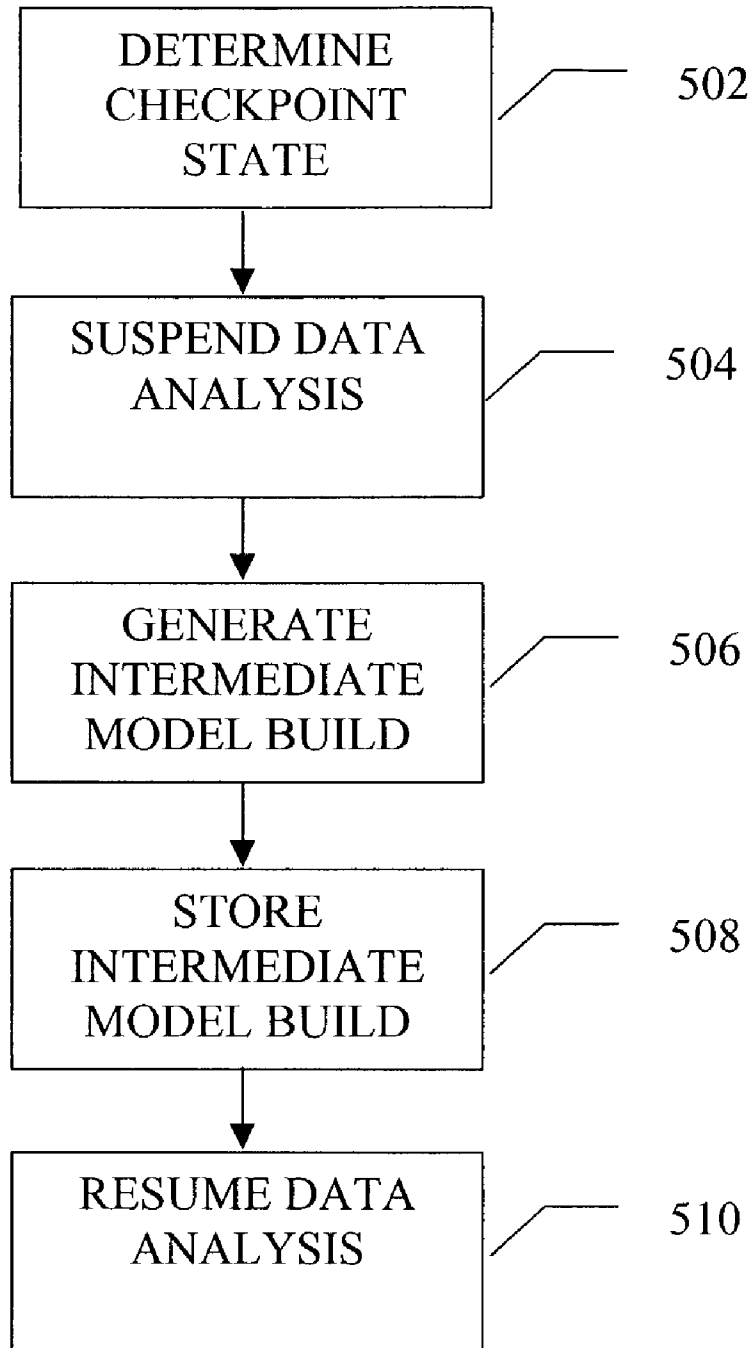 DETERMINE
CHECKPOINT
STATE
502
SUSPEND DATA
ANALYSIS
504
GENERATE
INTERMEDIATE
MODEL BUILD
506
STORE
INTERMEDIATE
MODEL BUILD
508
RESUME DATA
ANALYSIS
510